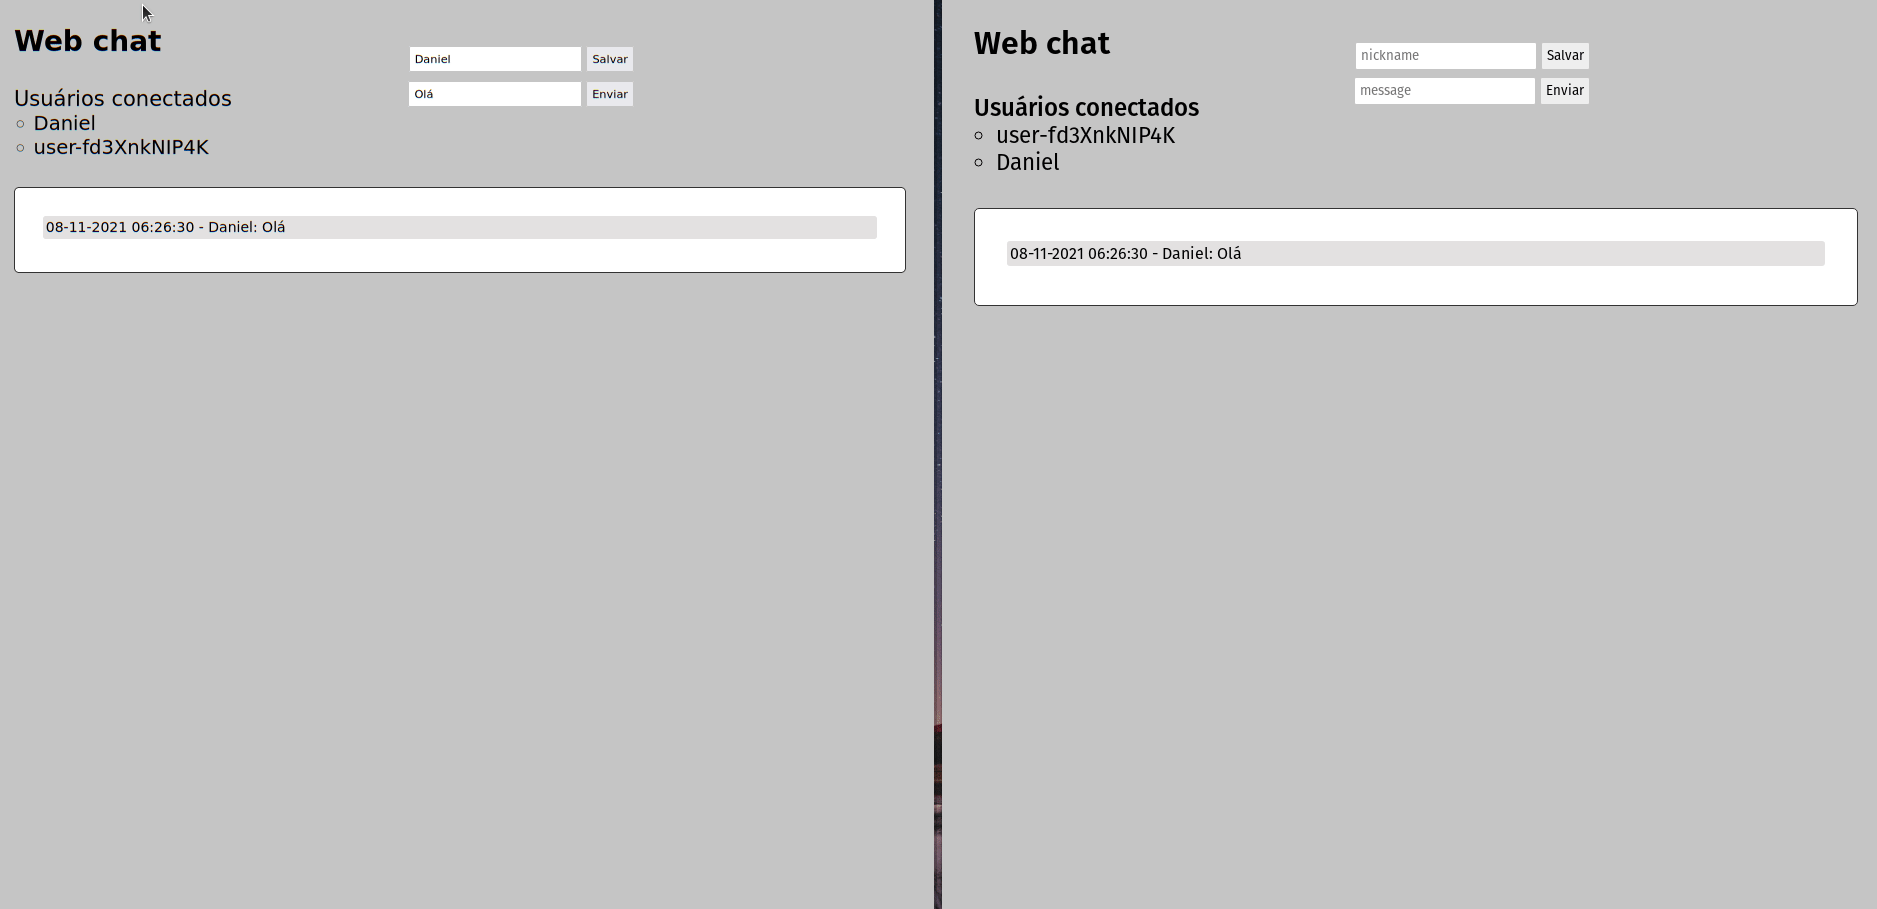 Web chat
Daniel Salvar
Olá Enviar
Usuários conectados
Daniel
user-fd3XnkNIP4K
08-11-2021 06:26:30 - Daniel: Olá
Web chat
nickname Salvar
message Enviar
Usuários conectados
user-fd3XnkNIP4K
Daniel
08-11-2021 06:26:30 - Daniel: Olá